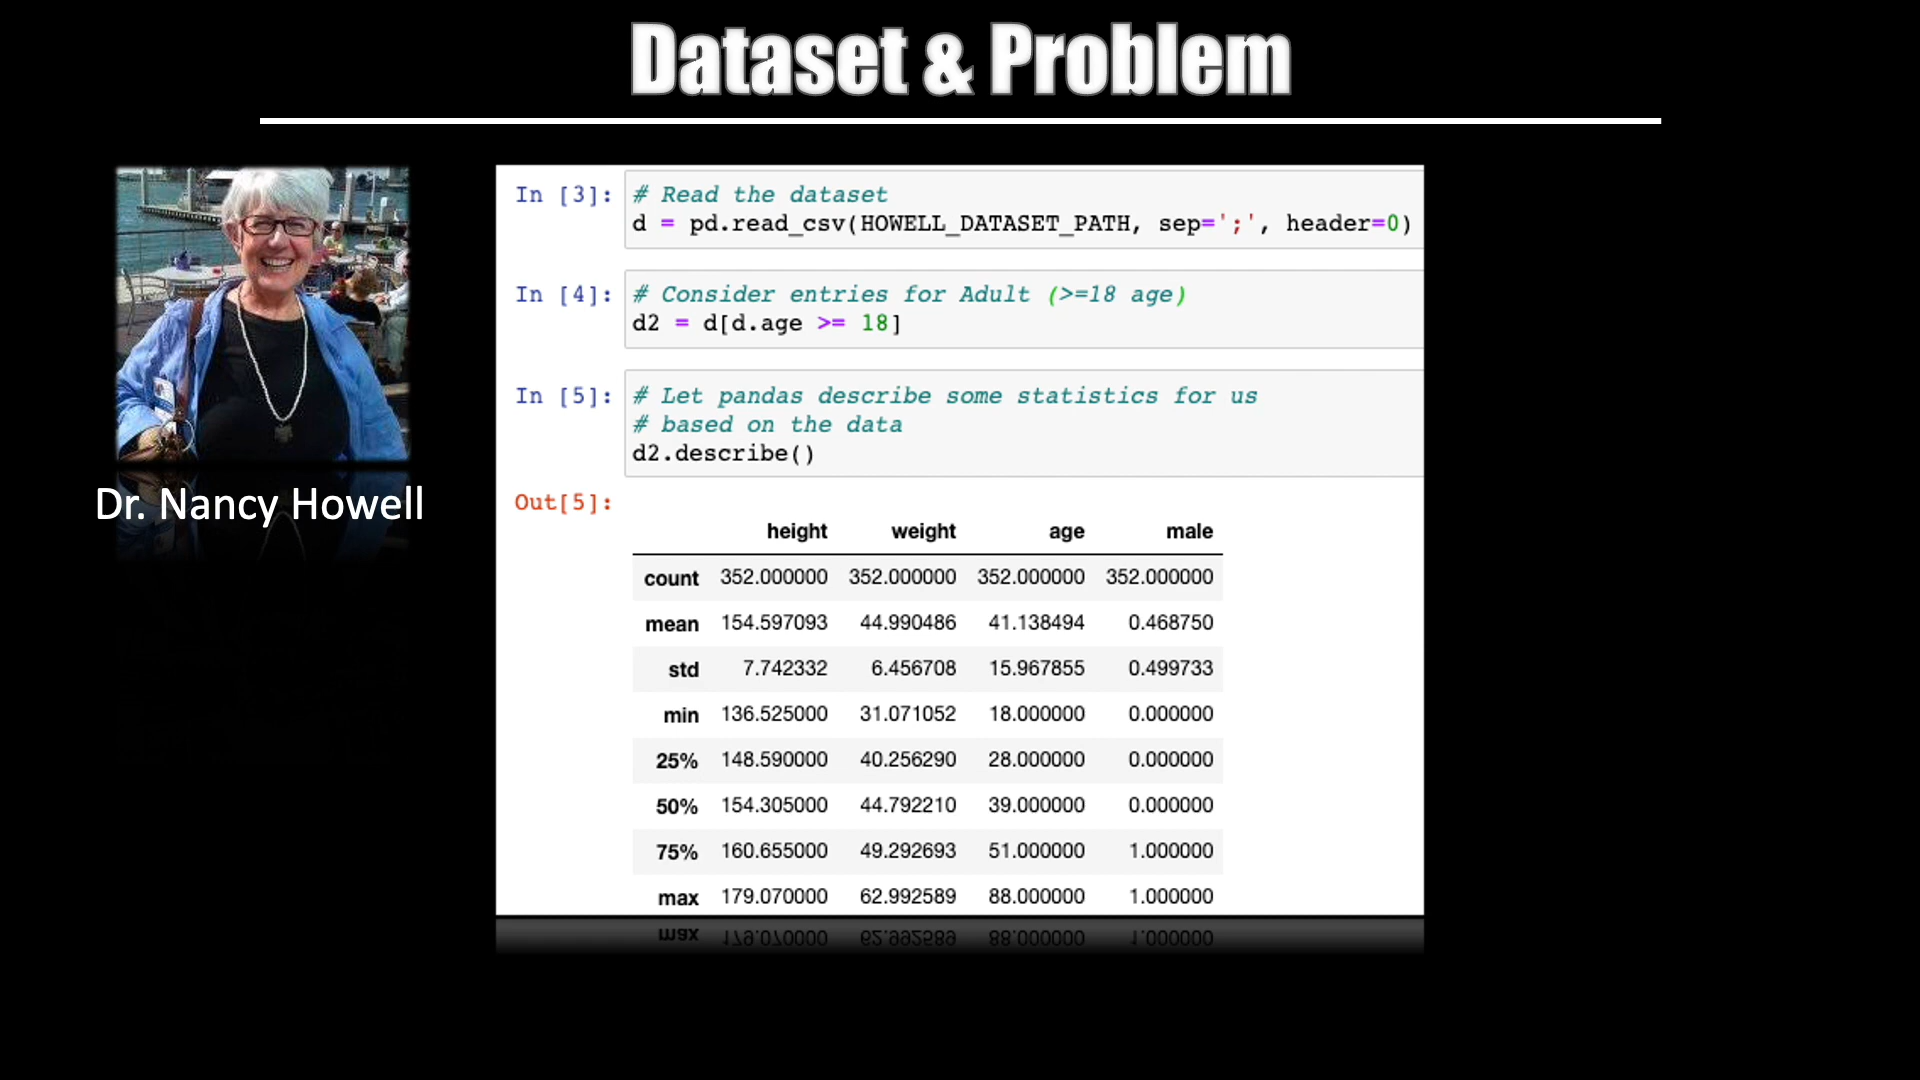 Dataset & Problem
Dr. Nancy Howell
In [3]: # Read the dataset
d = pd.read_csv(HOWELL_DATASET_PATH, sep=';', header=0)
In [4]: # Consider entries for Adult (>=18 age)
d2 = d[d.age >= 18]
In [5]: # Let pandas describe some statistics for us
# based on the data
d2.describe()
Out[5]:
height weight age male
count 352.000000 352.000000 352.000000 352.000000
mean 154.597093 44.990486 41.138494 0.468750
std 7.742332 6.456708 15.967855 0.499733
min 136.525000 31.071052 18.000000 0.000000
25% 148.590000 40.256290 28.000000 0.000000
50% 154.305000 44.792210 39.000000 0.000000
75% 160.655000 49.292693 51.000000 1.000000
max 179.070000 62.992589 88.000000 1.000000